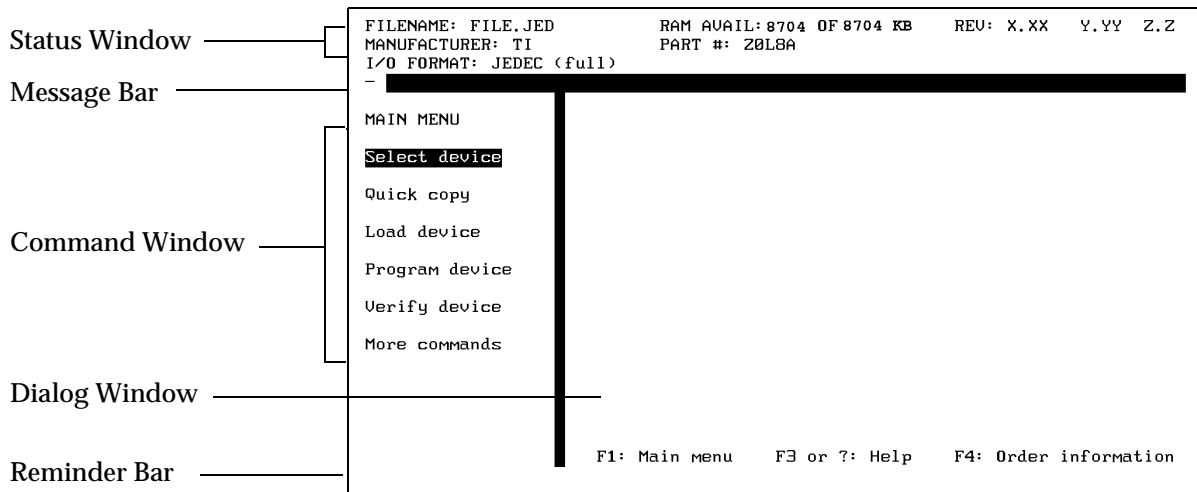 Status Window
FILENAME: FILE.JED RAM AVAIL: 8704 OF 8704 KB REV: X.XX Y.YY Z.Z
MANUFACTURER: TI PART #: 20L8A
I/O FORMAT: JEDEC (full)
Message Bar
Command Window
MAIN MENU
Select device
Quick copy
Load device
Program device
Verify device
More commands
Dialog Window
Reminder Bar
F1: Main menu F3 or ?: Help F4: Order information